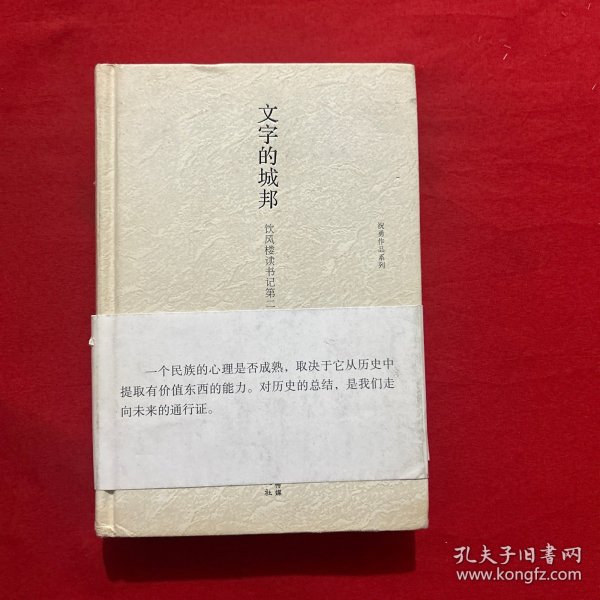 文字的城邦
饮风楼读书记第二
祝勇作品系列
一个民族的心理是否成熟，取决于它从历史中
提取有价值东西的能力。对历史的总结，是我们走
向未来的通行证。
传媒
社
孔夫子旧书网
www.kongfz.com